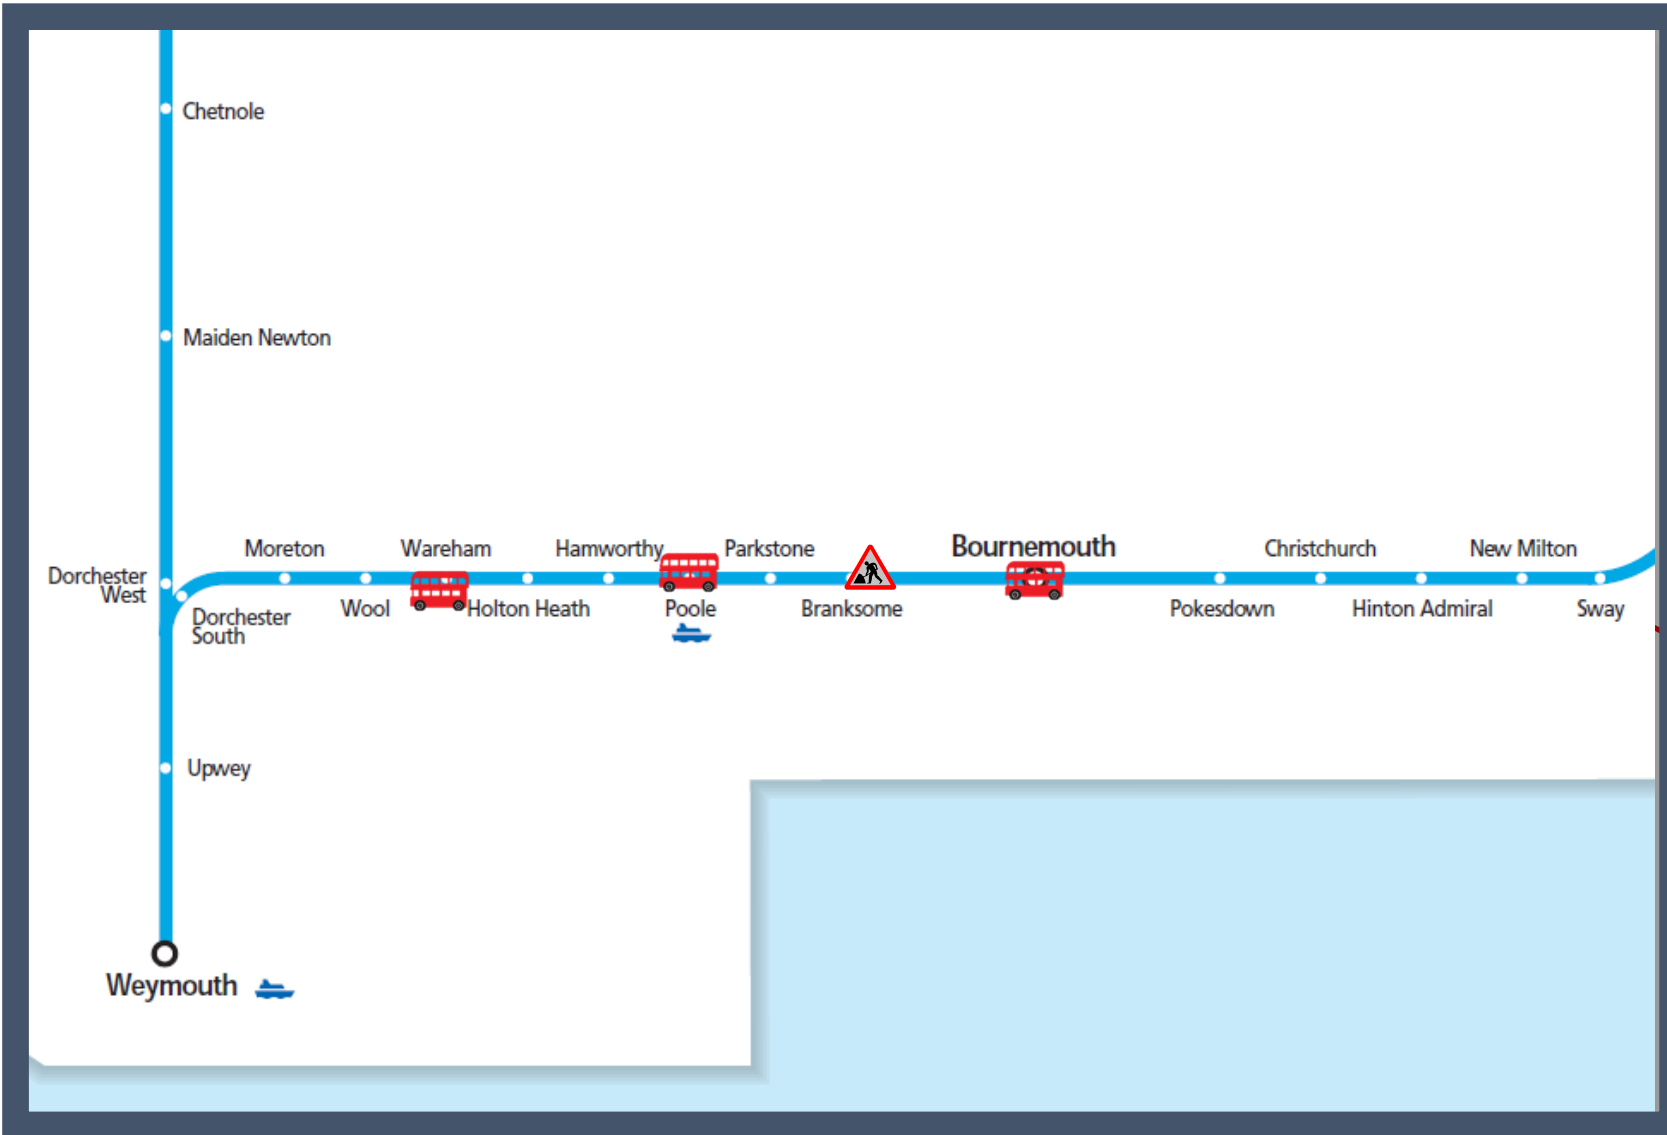 Chetnole
Maiden Newton
Moreton
Wareham
Hamworthy
Parkstone
Bournemouth
Christchurch
New Milton
Dorchester
West
Dorchester
South
Wool
Holton Heath
Poole
Branksome
Pokesdown
Hinton Admiral
Sway
Upwey
Weymouth